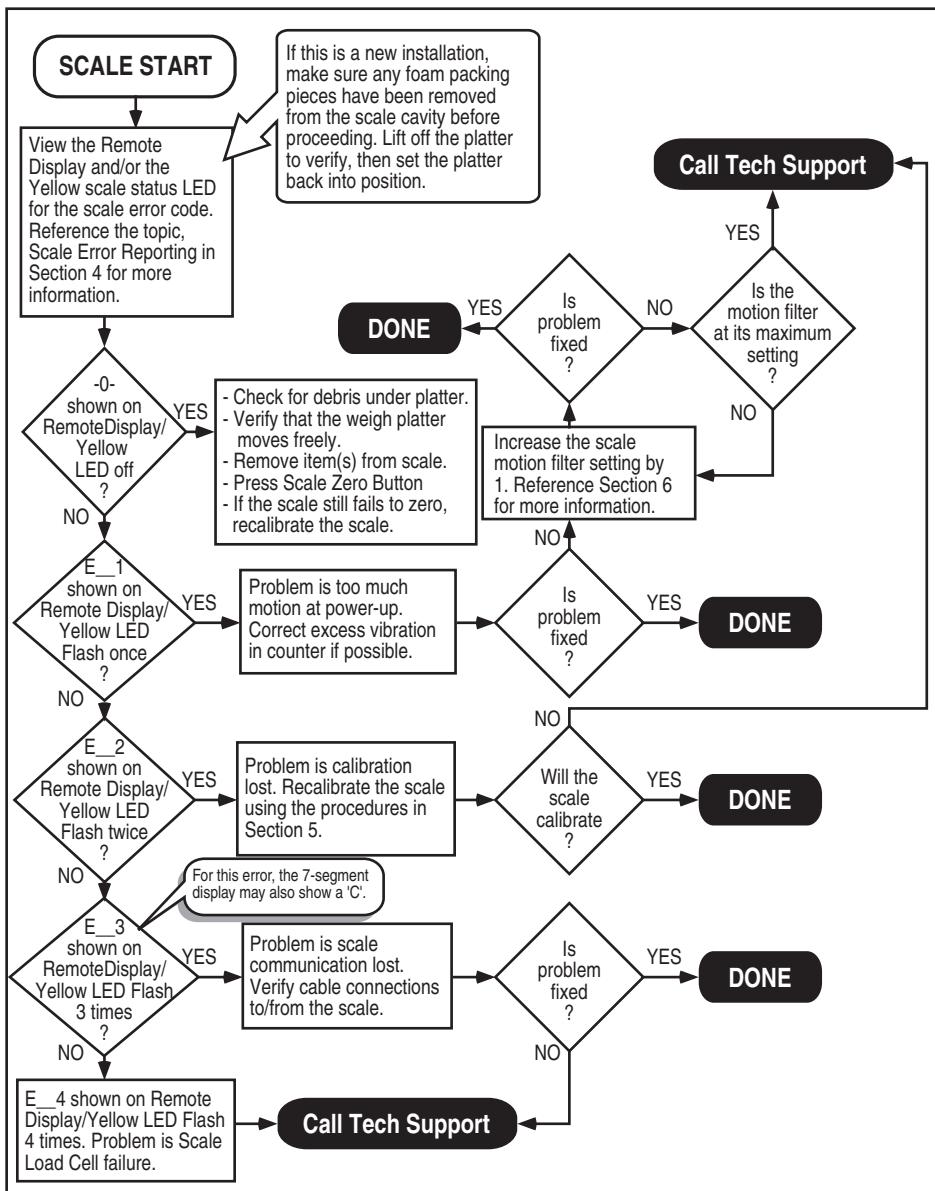 SCALE START
If this is a new installation,
make sure any foam packing
pieces have been removed
from the scale cavity before
proceeding. Lift off the platter
to verify, then set the platter
back into position.
View the Remote
Display and/or the
Yellow scale status LED
for the scale error code.
Reference the topic,
Scale Error Reporting in
Section 4 for more
information.
Call Tech Support
YES
Is the
motion filter
at its maximum
setting
?
NO
NO
Is
problem
fixed
?
YES
DONE
-0-
shown on
RemoteDisplay/
Yellow
LED off
?
YES
- Check for debris under platter.
- Verify that the weigh platter
moves freely.
- Remove item(s) from scale.
- Press Scale Zero Button
- If the scale still fails to zero,
recalibrate the scale.
Increase the scale
motion filter setting by
1. Reference Section 6
for more information.
NO
NO
E__1
shown on
Remote Display/
Yellow LED
Flash once
?
YES
Problem is too much
motion at power-up.
Correct excess vibration
in counter if possible.
Is
problem
fixed
?
YES
DONE
NO
E__2
shown on
Remote Display/
Yellow LED
Flash twice
?
YES
Problem is calibration
lost. Recalibrate the scale
using the procedures in
Section 5.
NO
Will the
scale
calibrate
?
YES
DONE
NO
For this error, the 7-segment
display may also show a 'C'.
E__3
shown on
RemoteDisplay/
Yellow LED Flash
3 times
?
YES
Problem is scale
communication lost.
Verify cable connections
to/from the scale.
Is
problem
fixed
?
YES
DONE
NO
NO
E__4 shown on Remote
Display/Yellow LED Flash
4 times. Problem is Scale
Load Cell failure.
Call Tech Support